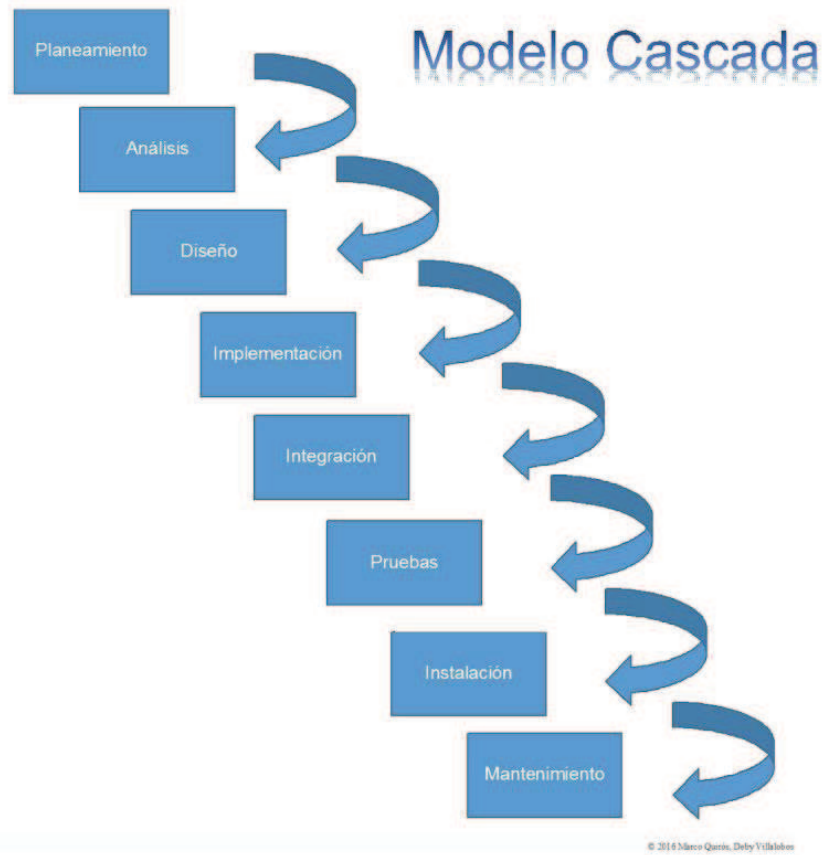 Modelo Cascada
Planeamiento
Análisis
Diseño
Implementación
Integración
Pruebas
Instalación
Mantenimiento
© 2016 Marco Quirós, Deby Villalobos